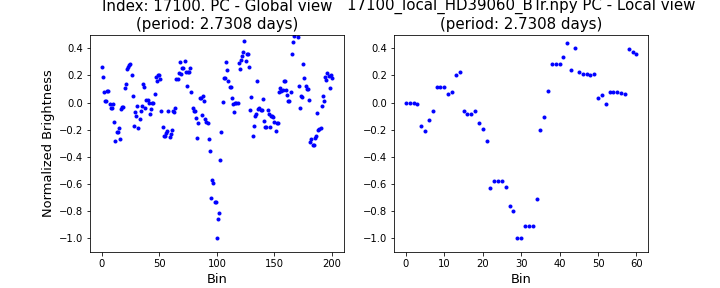 Index: 17100. PC - Global view
(period: 2.7308 days)
17100_local_HD39060_BTr.npy PC - Local view
(period: 2.7308 days)
Normalized Brightness
0.4
0.2
0.0
−0.2
−0.4
−0.6
−0.8
−1.0
0 50 100 150 200
Bin
0.4
0.2
0.0
−0.2
−0.4
−0.6
−0.8
−1.0
0 10 20 30 40 50 60
Bin